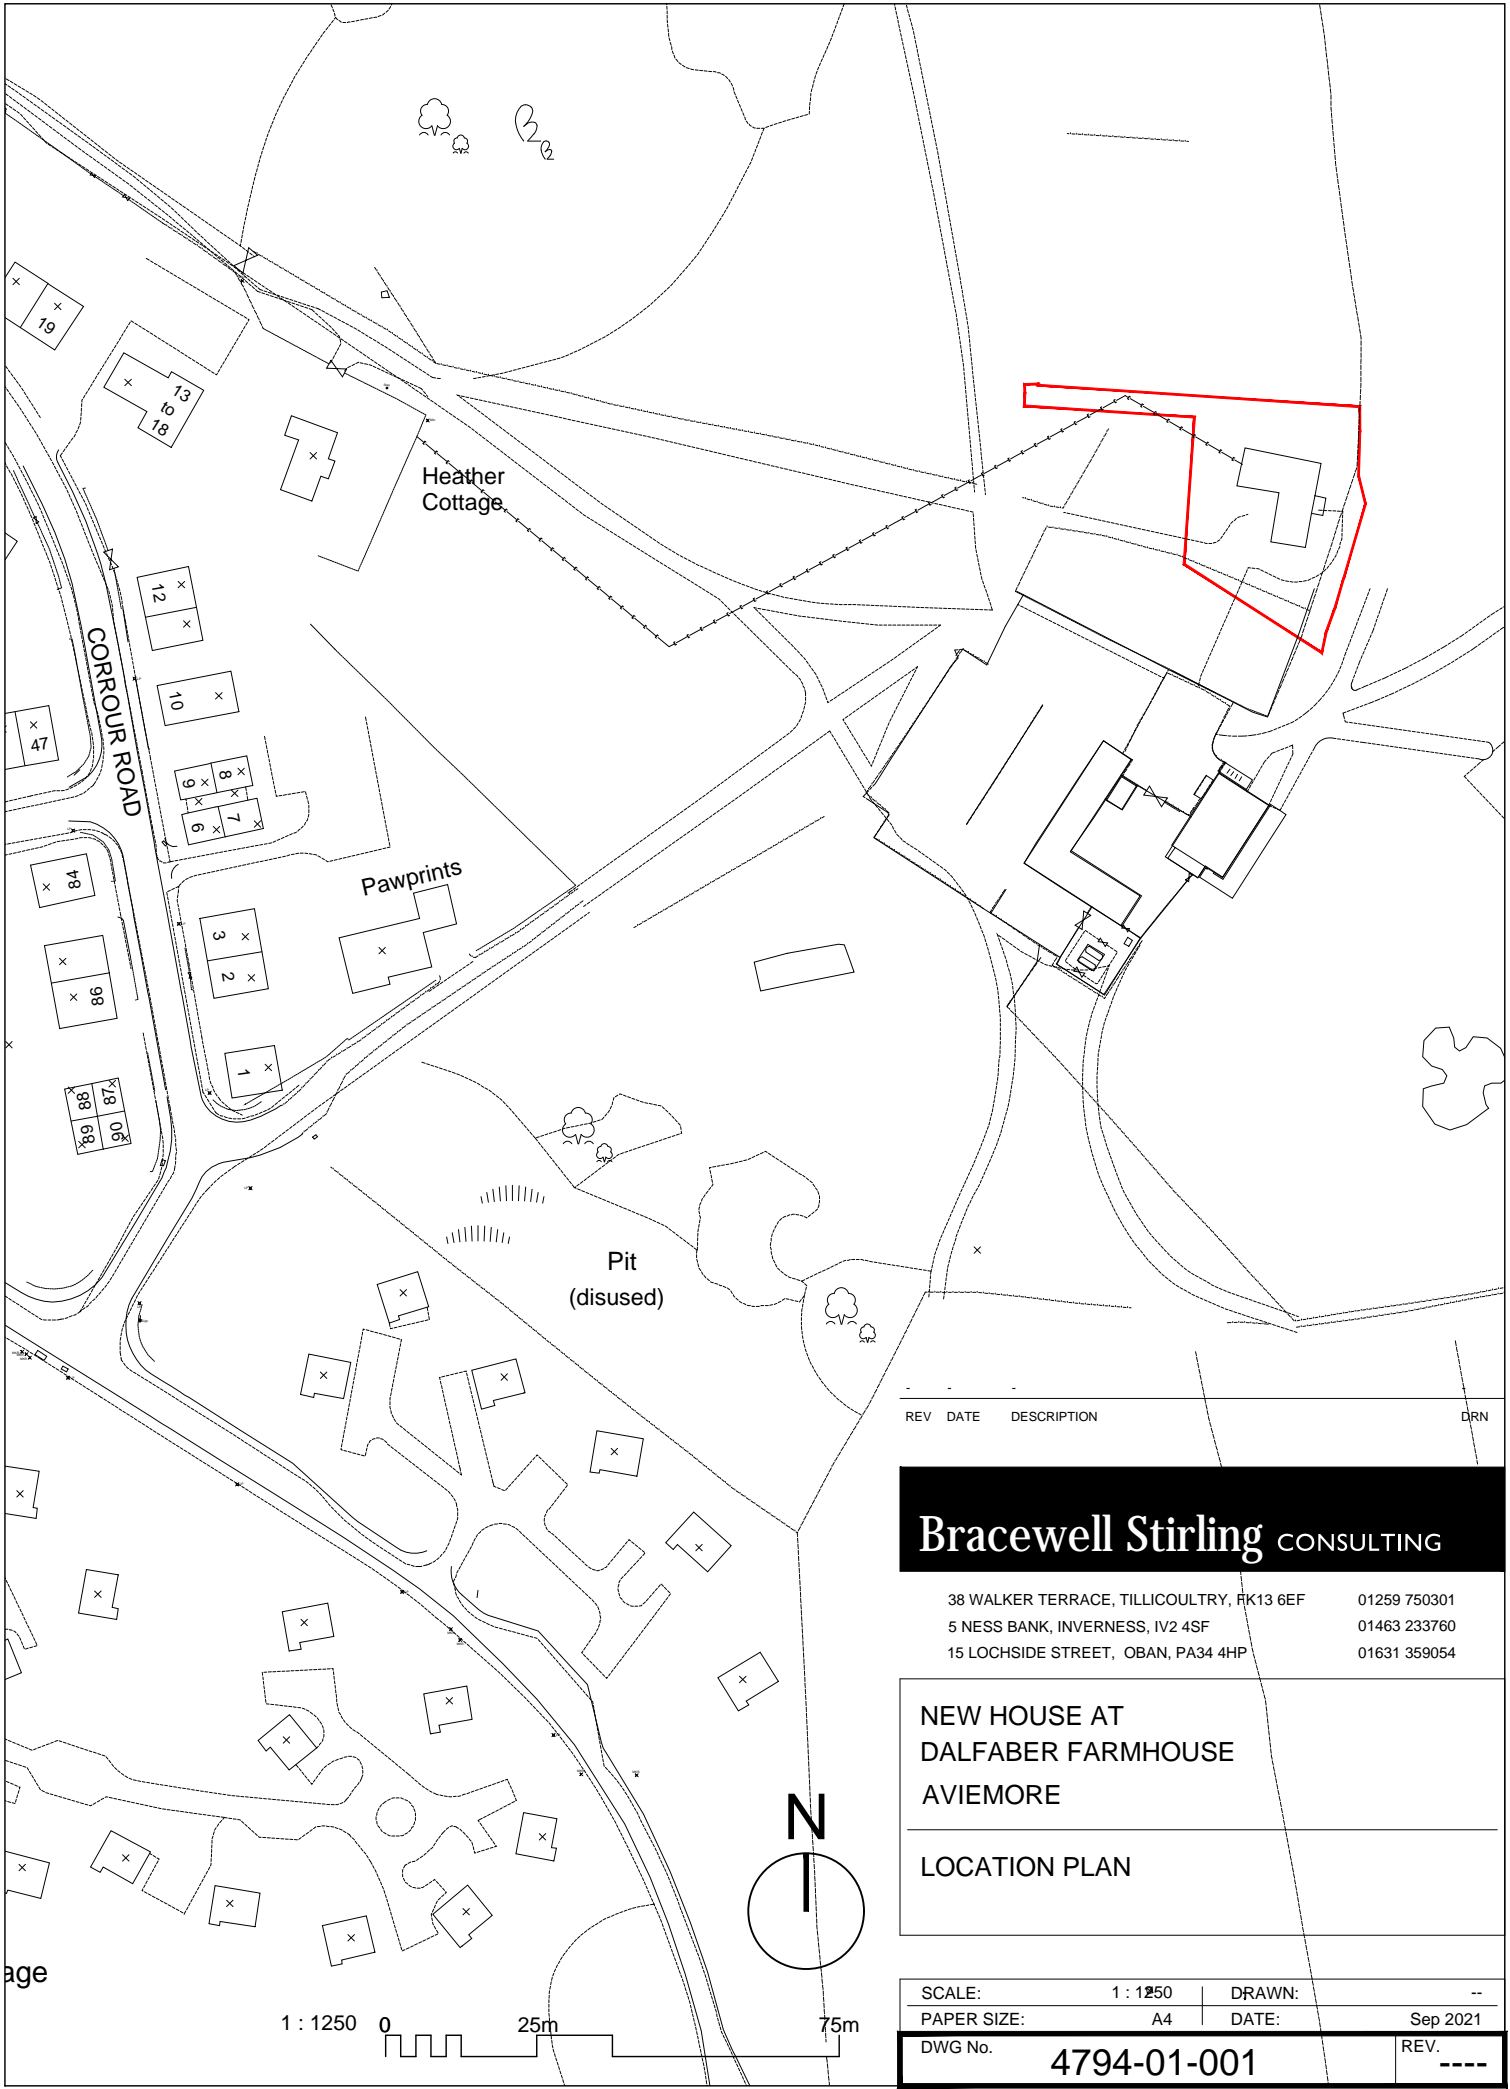 19
13
to
18
Heather
Cottage
12
CORROUR ROAD
10
47
9
8
6
7
84
Pawprints
3
2
86
1
88
87
89
90
Pit
(disused)
- - - -
REV DATE DESCRIPTION DRN
Bracewell Stirling CONSULTING
38 WALKER TERRACE, TILLICOULTRY, FK13 6EF 01259 750301
5 NESS BANK, INVERNESS, IV2 4SF 01463 233760
15 LOCHSIDE STREET, OBAN, PA34 4HP 01631 359054
NEW HOUSE AT
DALFABER FARMHOUSE
AVIEMORE
N
LOCATION PLAN
age
1 : 1250 0 25m 75m
SCALE: 1 : 1250 DRAWN: --
PAPER SIZE: A4 DATE: Sep 2021
DWG No. 4794-01-001 REV. ----